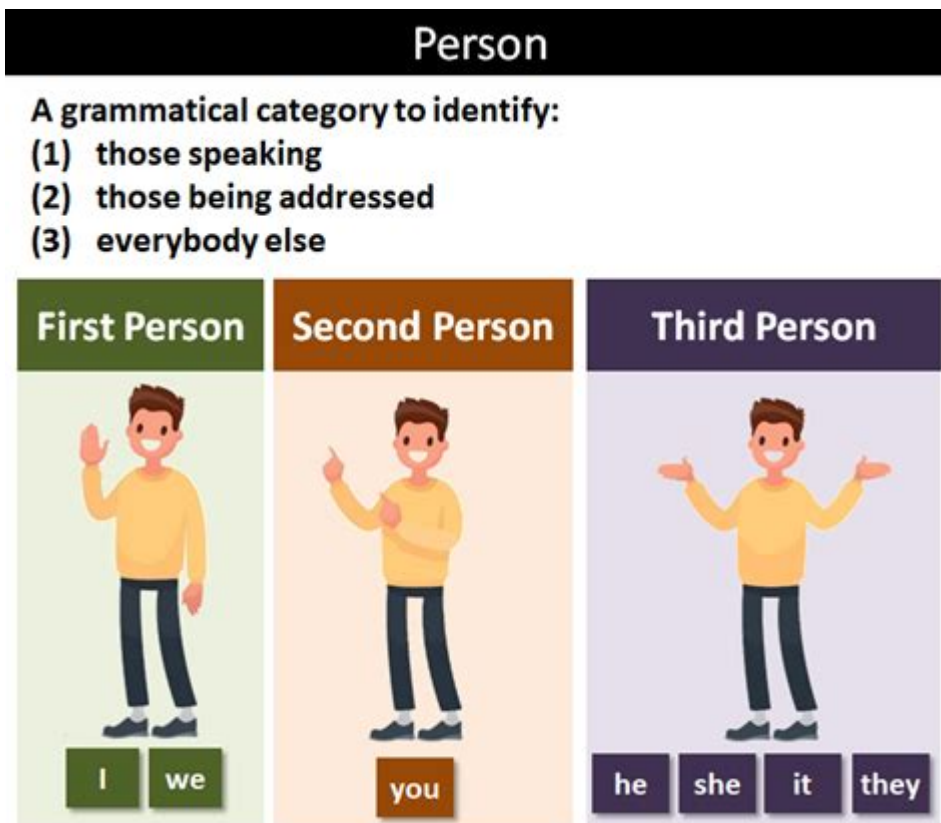 Person
A grammatical category to identify:
(1) those speaking
(2) those being addressed
(3) everybody else
First Person
Second Person
Third Person
I
we
you
he
she
it
they